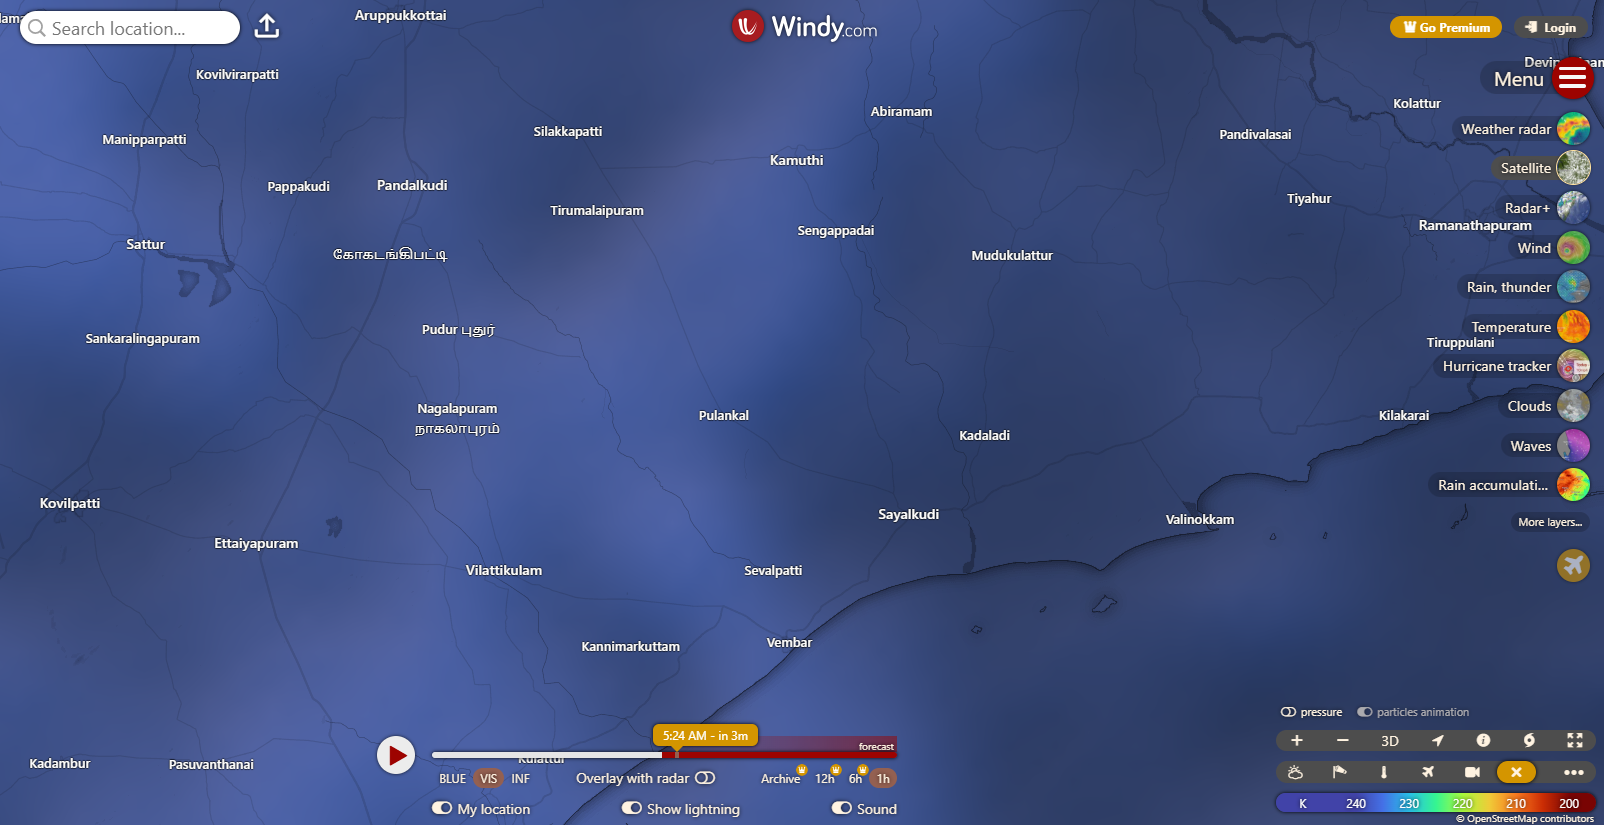 Search location...
Aruppukkottai
Windy.com
Go Premium
Login
Kovilvirarpatti
Menu
Kolattur
Abiramam
Manipparpatti
Silakkapatti
Pandivalasai
Weather radar
Kamuthi
Satellite
Pappakudi
Pandalkudi
Tirumalaipuram
Tiyahur
Radar+
Ramanathapuram
Sengappadai
Sattur
Wind
கோகடங்கிபட்டி
Mudukulattur
Rain, thunder
Pudur புதுர்
Temperature
Sankaralingapuram
Tiruppulani
Hurricane tracker
Nagalapuram
நாகலாபுரம்
Clouds
Pulankal
Kilakarai
Kadaladi
Waves
Rain accumulati...
Kovilpatti
Sayalkudi
Valinokkam
More layers...
Ettaiyapuram
Vilattikulam
Sevalpatti
Kannimarkuttam
Vembar
pressure
particles animation
5:24 AM - in 3m
forecast
3D
Kadambur
Pasuvanthanai
Kulattur
BLUE VIS INF
Overlay with radar
Archive 12h 6h 1h
My location
Show lightning
Sound
K 240 230 220 210 200
© OpenStreetMap contributors